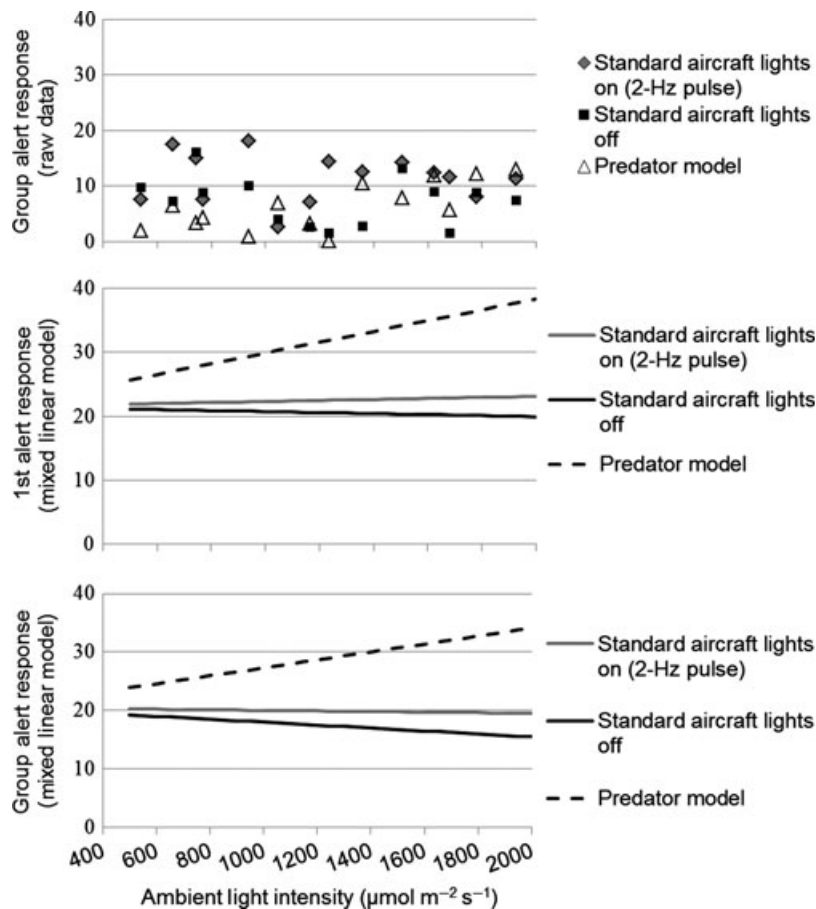 Group alert response
(raw data)
40
30
20
10
0
Standard aircraft lights
on (2-Hz pulse)
Standard aircraft lights
off
Predator model
1st alert response
(mixed linear model)
40
30
20
10
0
Standard aircraft lights
on (2-Hz pulse)
Standard aircraft lights
off
Predator model
Group alert response
(mixed linear model)
40
30
20
10
0
Standard aircraft lights
on (2-Hz pulse)
Standard aircraft lights
off
Predator model
400 600 800 1000 1200 1400 1600 1800 2000
Ambient light intensity (µmol m⁻² s⁻¹)